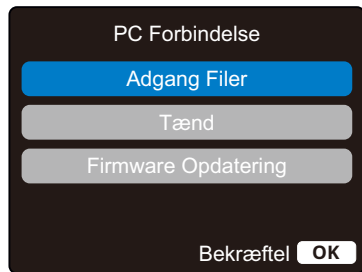 PC Forbindelse
Adgang Filer
Tænd
Firmware Opdatering
Bekræftel OK